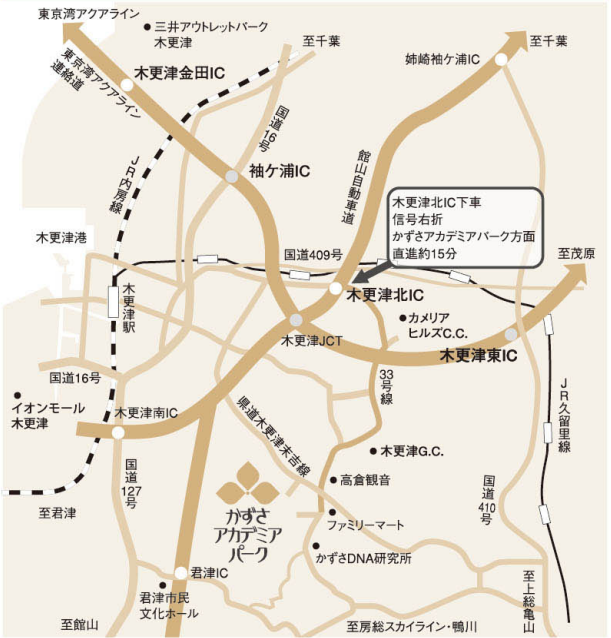 東京湾アクアライン
三井アウトレットパーク
木更津
至千葉
至千葉
木更津金田IC
姉崎袖ケ浦IC
東京湾アクアライン
連絡道
国道16号
JR内房線
袖ケ浦IC
館山自動車道
木更津北IC下車
信号右折
かずさアカデミアパーク方面
直進約15分
木更津港
国道409号
至茂原
木更津北IC
木更津駅
カメリア
ヒルズC.C.
木更津JCT
木更津東IC
国道16号
33号線
JR久留里線
イオンモール
木更津
木更津南IC
県道木更津末吉線
木更津G.C.
国道127号
高倉観音
国道410号
至君津
かずさ
アカデミア
パーク
ファミリーマート
かずさDNA研究所
君津IC
君津市民
文化ホール
至上総亀山
至館山
至房総スカイライン・鴨川